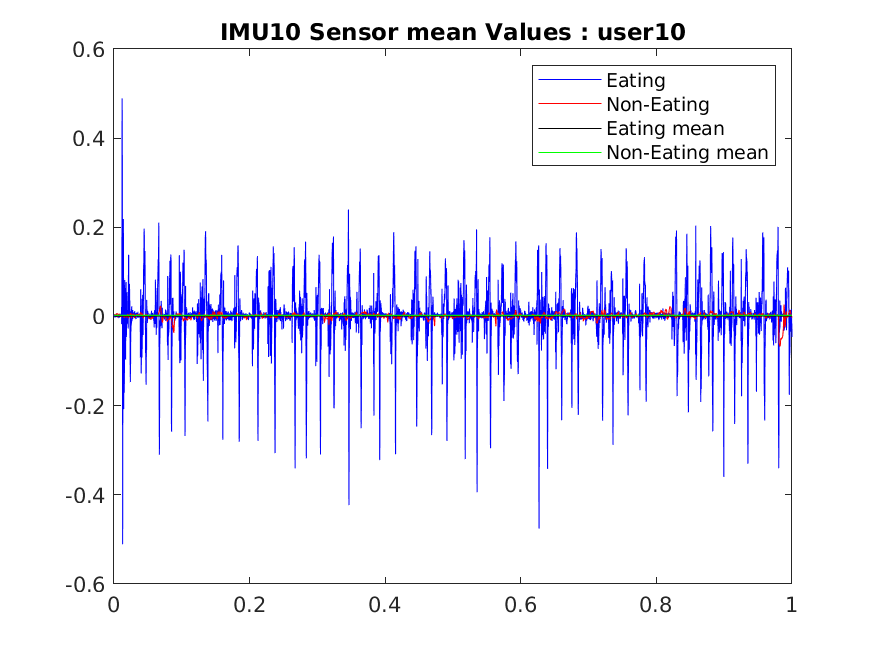 IMU10 Sensor mean Values : user10
0.6
0.4
0.2
0
-0.2
-0.4
-0.6
Eating
Non-Eating
Eating mean
Non-Eating mean
0 0.2 0.4 0.6 0.8 1